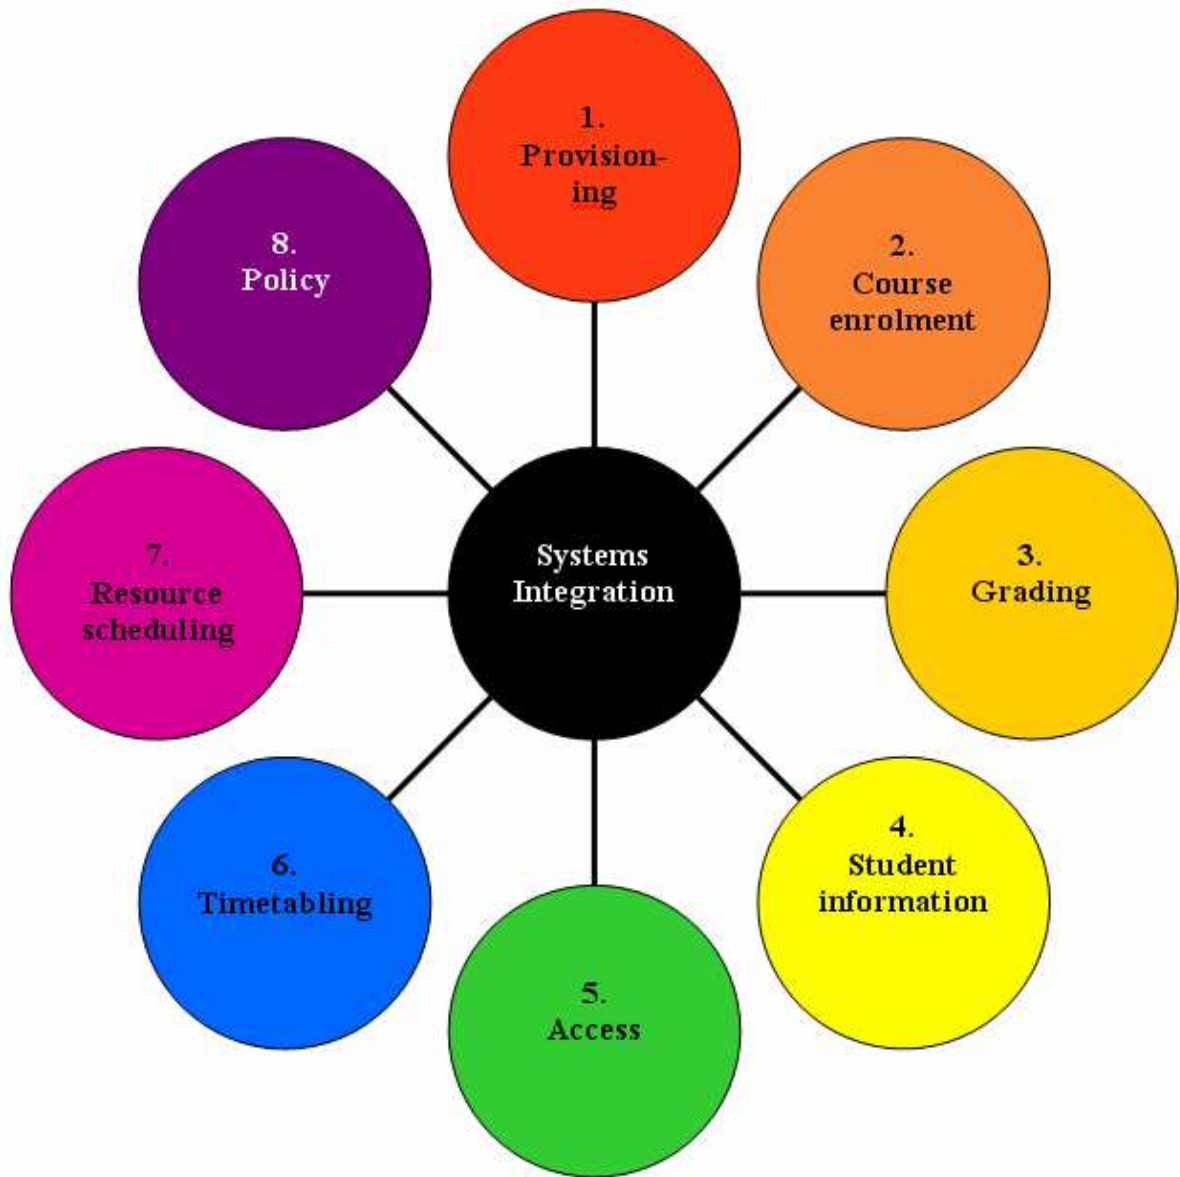 1.
Provision-
ing
2.
Course
enrolment
3.
Grading
4.
Student
information
5.
Access
6.
Timetabling
7.
Resource
scheduling
8.
Policy
Systems
Integration